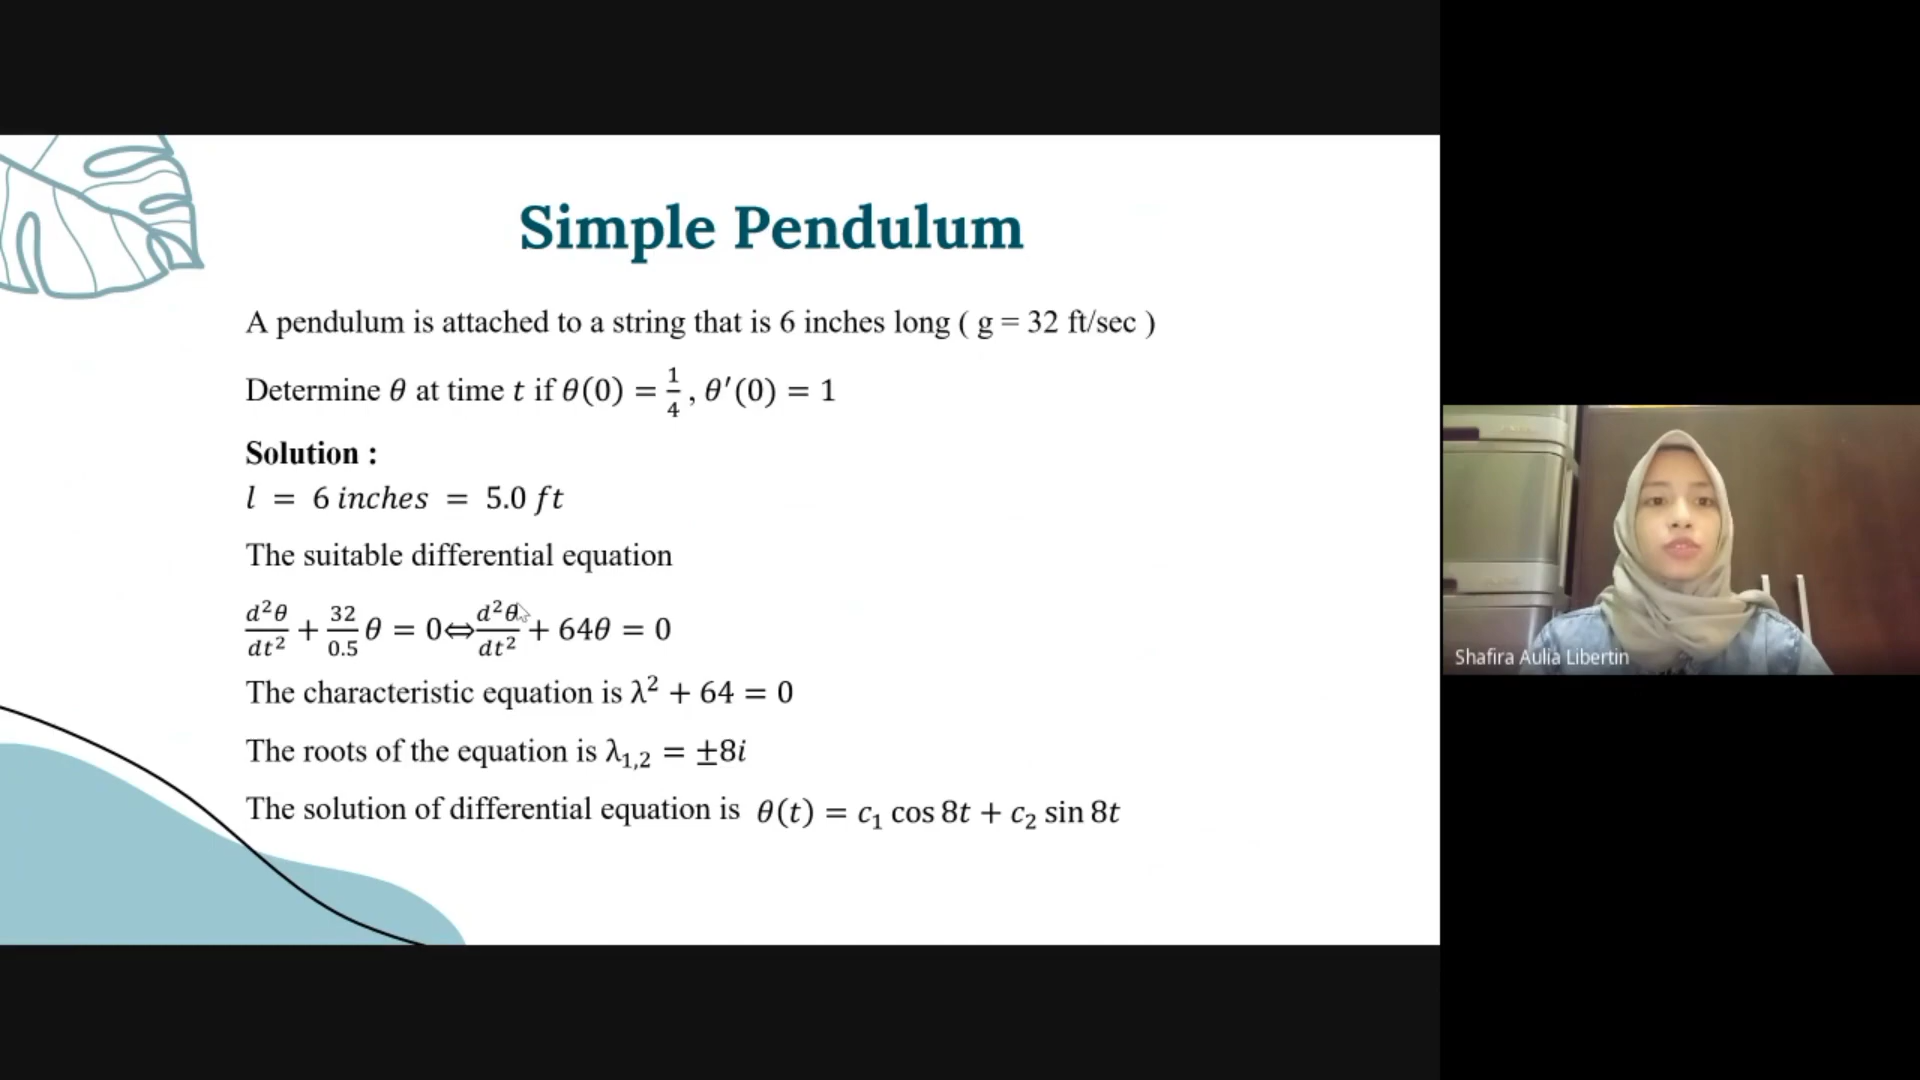 Simple Pendulum
A pendulum is attached to a string that is 6 inches long ( g = 32 ft/sec )
Determine θ at time t if θ(0) = 1/4 , θ′(0) = 1
Solution :
l = 6 inches = 5.0 ft
The suitable differential equation
d²θ/dt² + 32/0.5 θ = 0⇔d²θ/dt² + 64θ = 0
The characteristic equation is λ² + 64 = 0
The roots of the equation is λ₁,₂ = ±8i
The solution of differential equation is θ(t) = c₁ cos 8t + c₂ sin 8t
Shafira Aulia Libertin